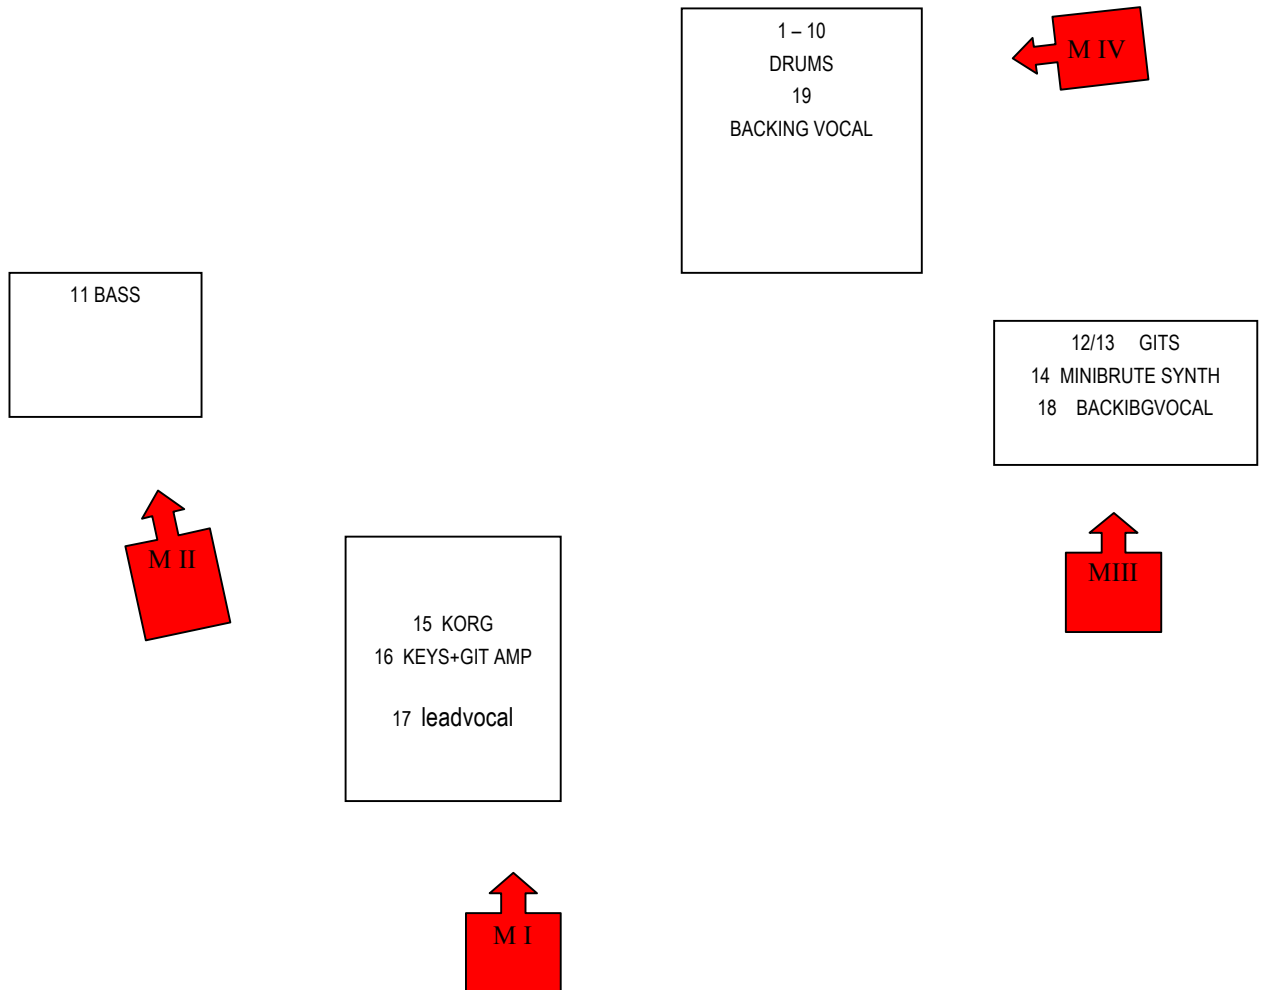 1 – 10
DRUMS
19
BACKING VOCAL
M IV
11 BASS
12/13 GITS
14 MINIBRUTE SYNTH
18 BACKIBGVOCAL
M II
MIII
15 KORG
16 KEYS+GIT AMP
17 leadvocal
M I